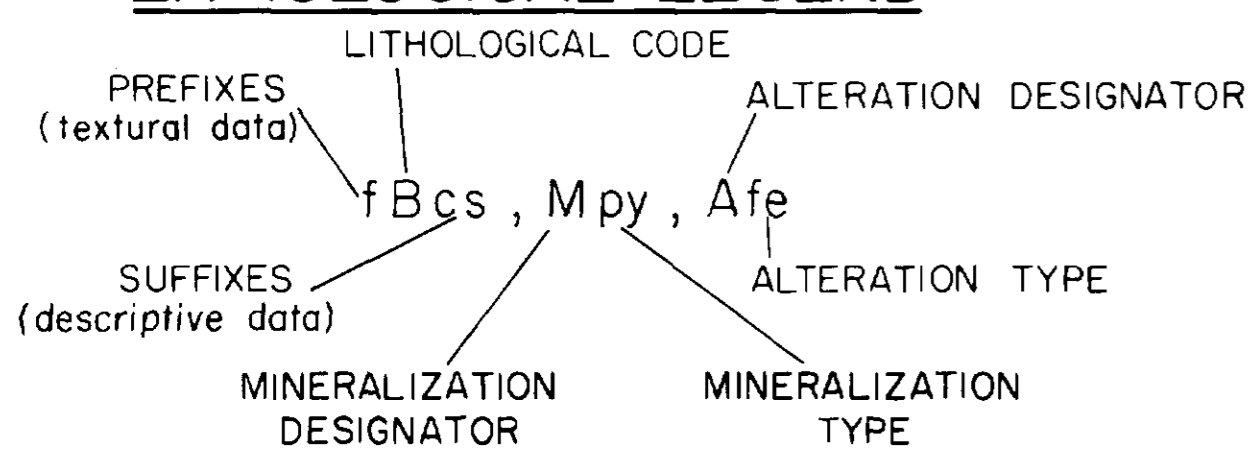 LITHOLOGICAL CODE
PREFIXES
(textural data)
ALTERATION DESIGNATOR
fBcs, Mpy, Afe
SUFFIXES
(descriptive data)
ALTERATION TYPE
MINERALIZATION
DESIGNATOR
MINERALIZATION
TYPE